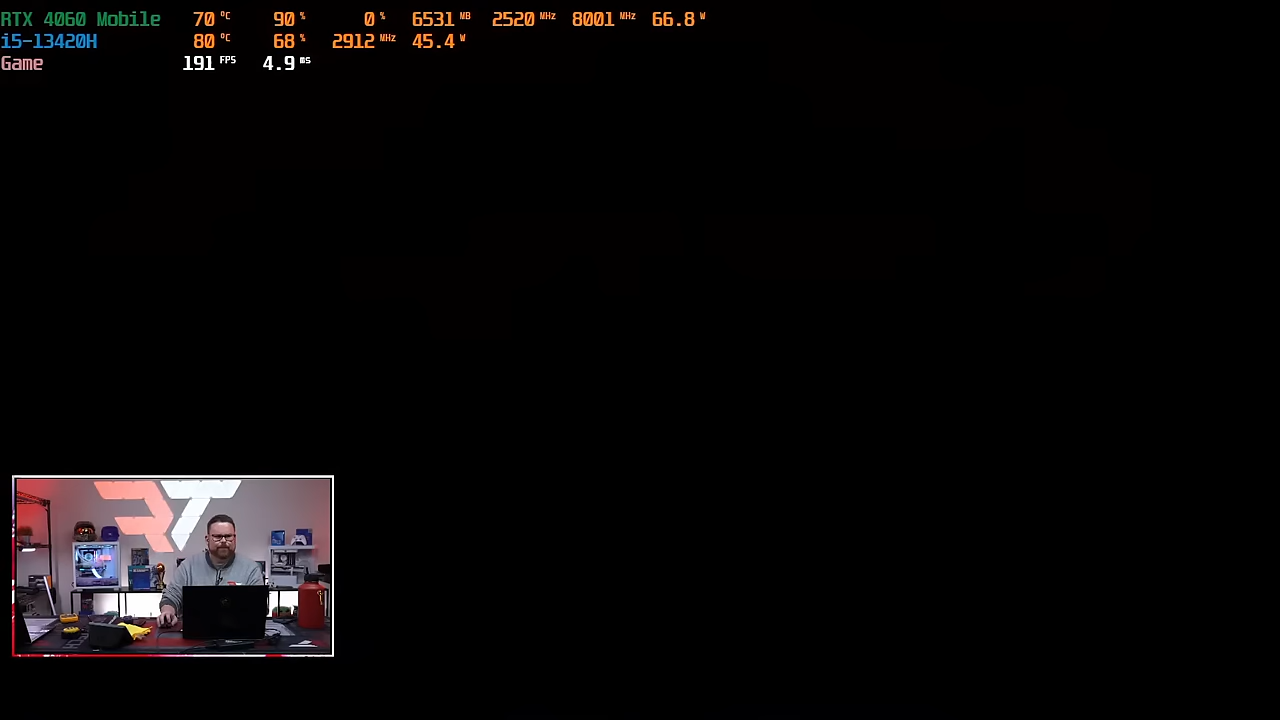 RTX 4060 Mobile 70 °C 90 % 0 % 6531 MB 2520 MHz 8001 MHz 66.8 W
i5-13420H 80 °C 68 % 2912 MHz 45.4 W
Game 191 FPS 4.9 ms
RT